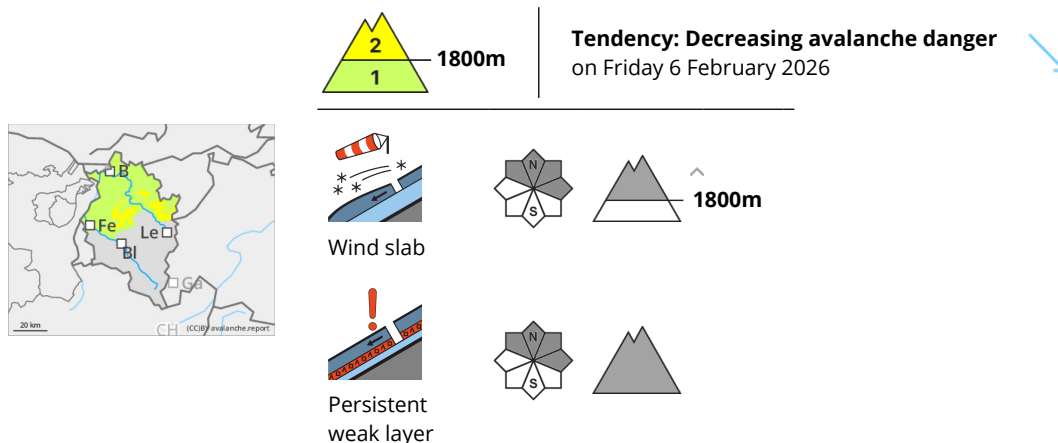 2
1
1800m
Tendency: Decreasing avalanche danger
on Friday 6 February 2026
B
Fe
Le
Bl
Ga
20 km
CH
(CC)BY avalanche.report
N
S
1800m
Wind slab
N
S
Persistent
weak layer